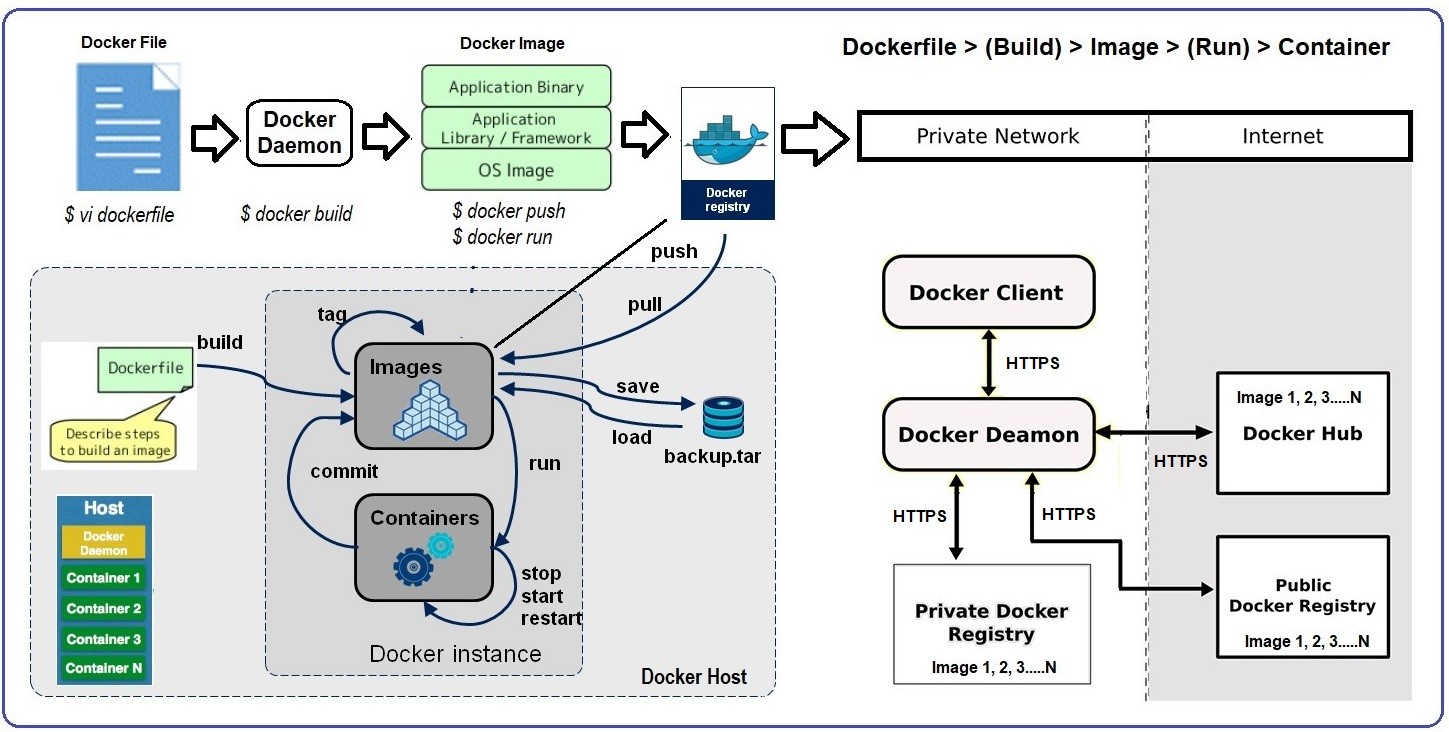 Docker File
Docker Image
Dockerfile > (Build) > Image > (Run) > Container
Docker
Daemon
Application Binary
Application
Library / Framework
OS Image
Docker
registry
Private Network
Internet
$ vi dockerfile
$ docker build
$ docker push
$ docker run
push
pull
tag
build
Dockerfile
Describe steps
to build an image
Images
save
load
backup.tar
commit
run
Containers
stop
start
restart
Docker instance
Docker Host
Host
Docker
Daemon
Container 1
Container 2
Container 3
Container N
Docker Client
HTTPS
Docker Deamon
HTTPS
Image 1, 2, 3.....N
Docker Hub
HTTPS
HTTPS
Private Docker
Registry
Image 1, 2, 3.....N
Public
Docker Registry
Image 1, 2, 3.....N